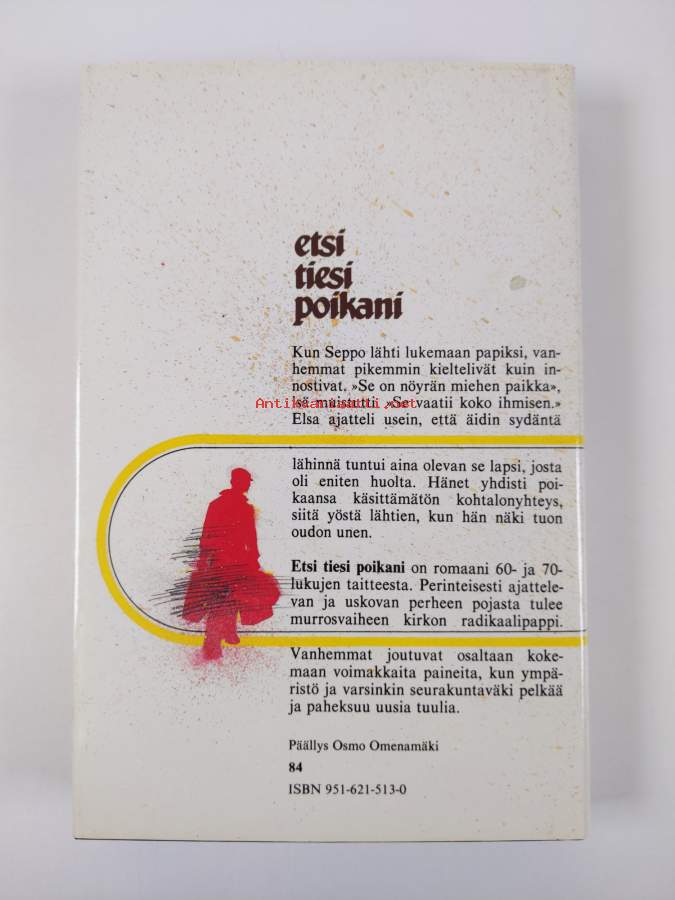 etsi
tiesi
poikani
Kun Seppo lähti lukemaan papiksi, van-
hemmat pikemmin kieltelivät kuin in-
nostivat. »Se on nöyrän miehen paikka»,
Antikvariaatti.net
isä muistutti. »Se vaatii koko ihmisen.»
Elsa ajatteli usein, että äidin sydäntä
lähinnä tuntui aina olevan se lapsi, josta
oli eniten huolta. Hänet yhdisti poi-
kaansa käsittämätön kohtalonyhteys,
siitä yöstä lähtien, kun hän näki tuon
oudon unen.
Etsi tiesi poikani on romaani 60- ja 70-
lukujen taitteesta. Perinteisesti ajattele-
van ja uskovan perheen pojasta tulee
murrosvaiheen kirkon radikaalipappi.
Vanhemmat joutuvat osaltaan koke-
maan voimakkaita paineita, kun ympä-
ristö ja varsinkin seurakuntaväki pelkää
ja paheksuu uusia tuulia.
Päällys Osmo Omenamäki
84
ISBN 951-621-513-0